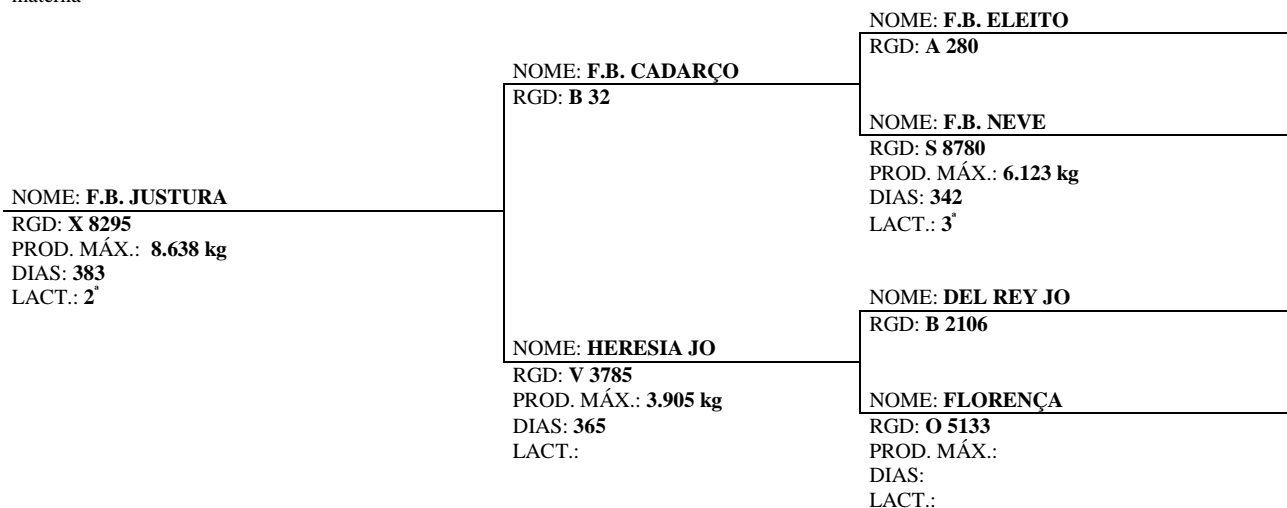 materna
NOME: F.B. JUSTURA
RGD: X 8295
PROD. MÁX.: 8.638 kg
DIAS: 383
LACT.: 2ª
NOME: F.B. CADARÇO
RGD: B 32
NOME: HERESIA JO
RGD: V 3785
PROD. MÁX.: 3.905 kg
DIAS: 365
LACT.:
NOME: F.B. ELEITO
RGD: A 280
NOME: F.B. NEVE
RGD: S 8780
PROD. MÁX.: 6.123 kg
DIAS: 342
LACT.: 3ª
NOME: DEL REY JO
RGD: B 2106
NOME: FLORENÇA
RGD: O 5133
PROD. MÁX.:
DIAS:
LACT.: